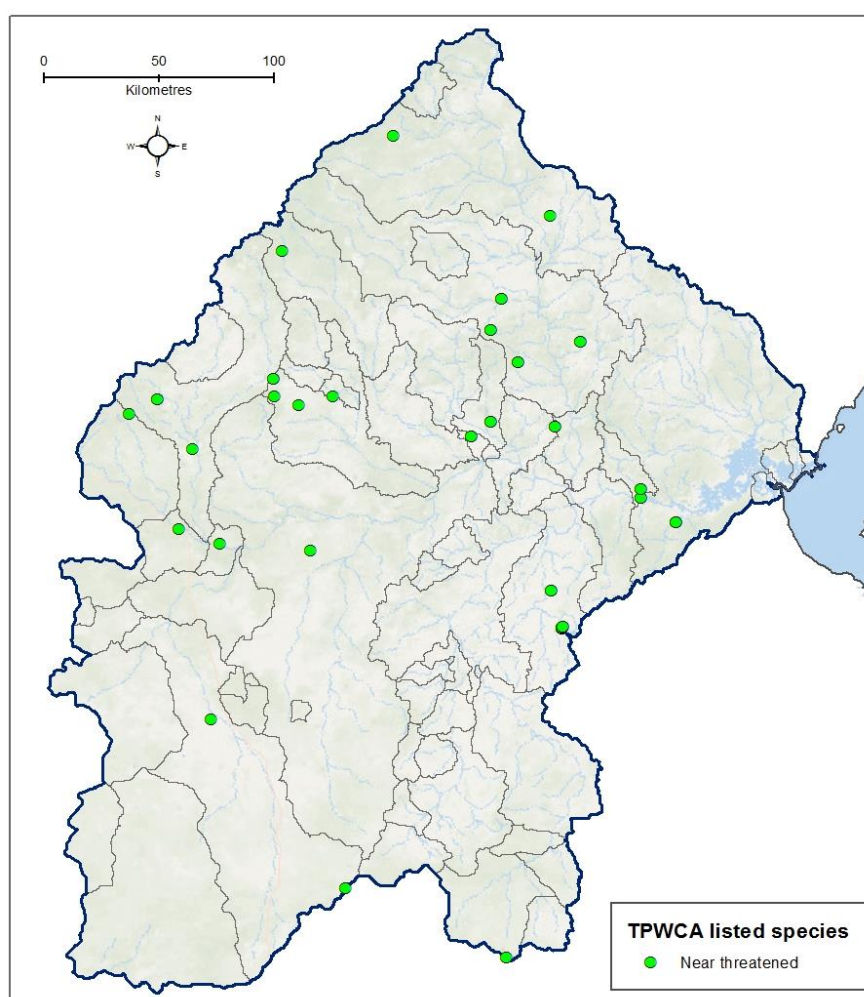 0 50 100
Kilometres
N
W E
S
TPWCA listed species
Near threatened